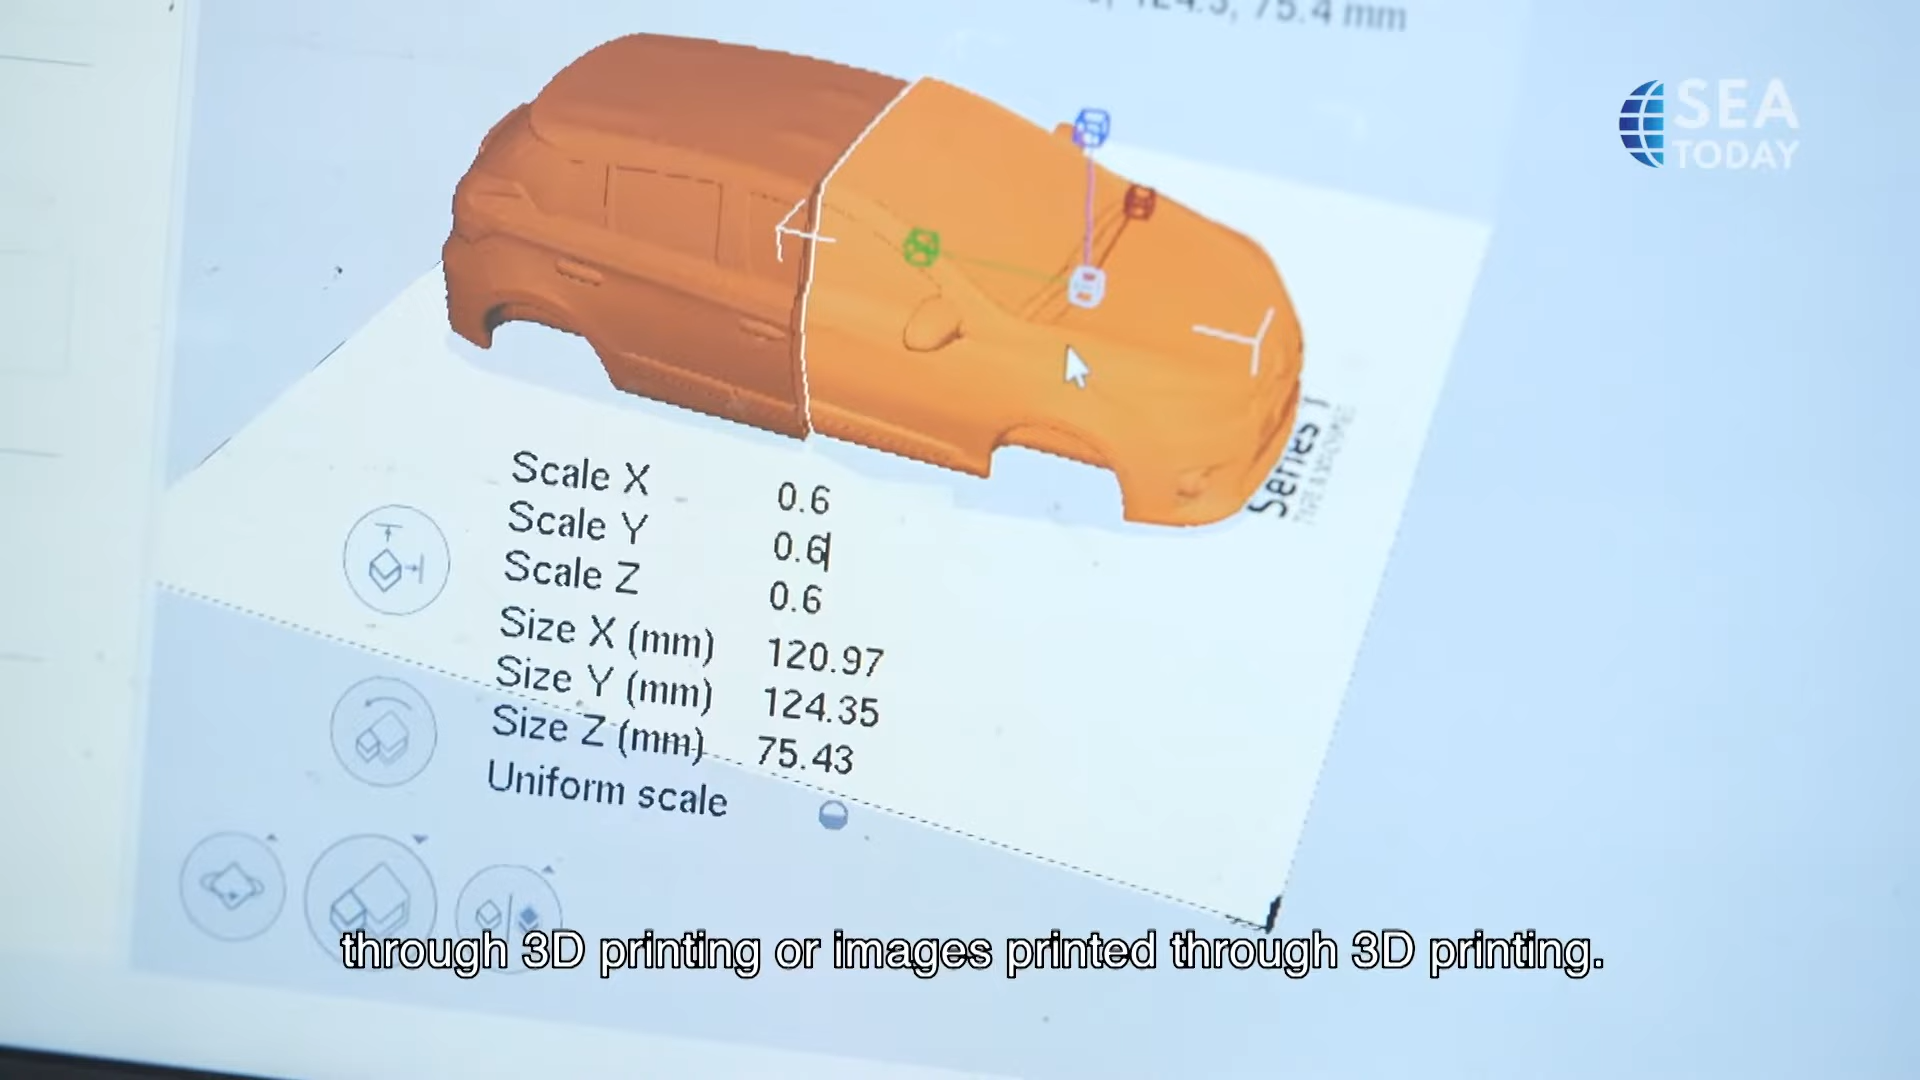 75.4 mm
SEA
TODAY
Series 1
Scale X 0.6
Scale Y 0.6
Scale Z 0.6
Size X (mm) 120.97
Size Y (mm) 124.35
Size Z (mm) 75.43
Uniform scale
through 3D printing or images printed through 3D printing.